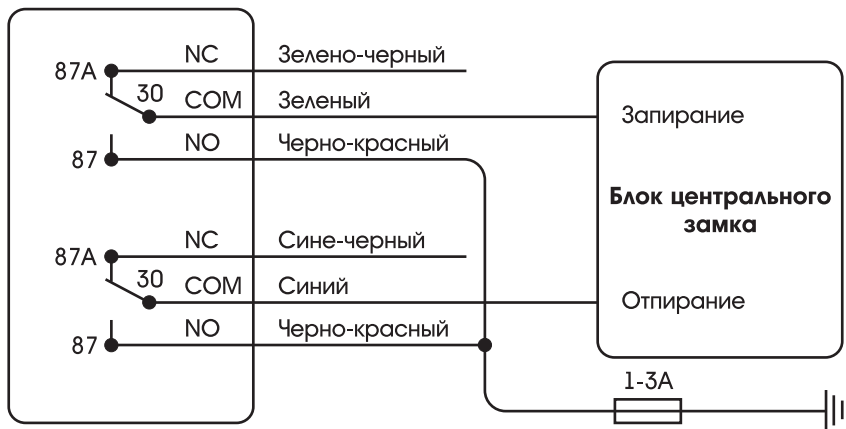 NC Зелено-черный
87A
30 COM Зеленый
Запирание
NO Черно-красный
87
Блок центрального
замка
NC Сине-черный
87A
30 COM Синий
Отпирание
NO Черно-красный
87
1-3A